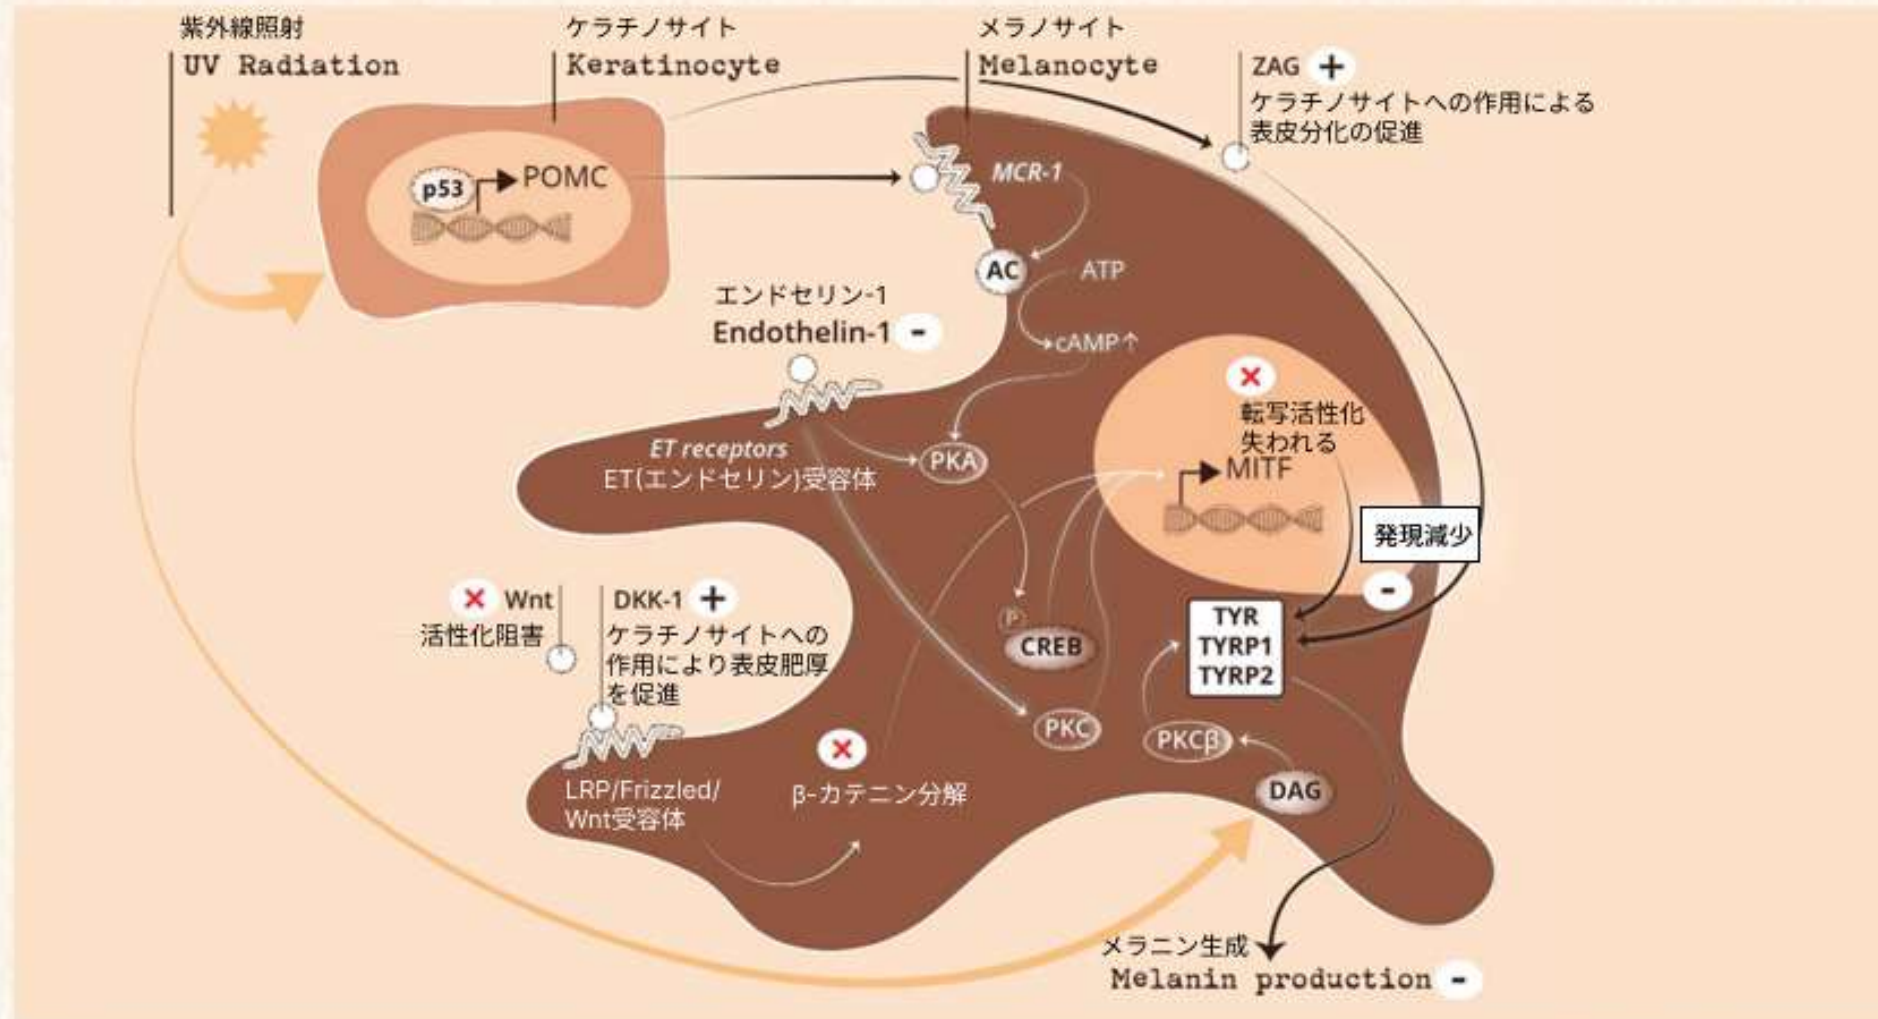 紫外線照射
UV Radiation
ケラチノサイト
Keratinocyte
メラノサイト
Melanocyte
ZAG +
ケラチノサイトへの作用による
表皮分化の促進
p53
POMC
MCR-1
AC
ATP
cAMP↑
エンドセリン-1
Endothelin-1 -
ET receptors
ET(エンドセリン)受容体
PKA
転写活性化
失われる
MITF
発現減少
-
Wnt
活性化阻害
DKK-1 +
ケラチノサイトへの
作用により表皮肥厚
を促進
P
CREB
TYR
TYRP1
TYRP2
PKC
PKCβ
DAG
LRP/Frizzled/
Wnt受容体
β-カテニン分解
メラニン生成
Melanin production -